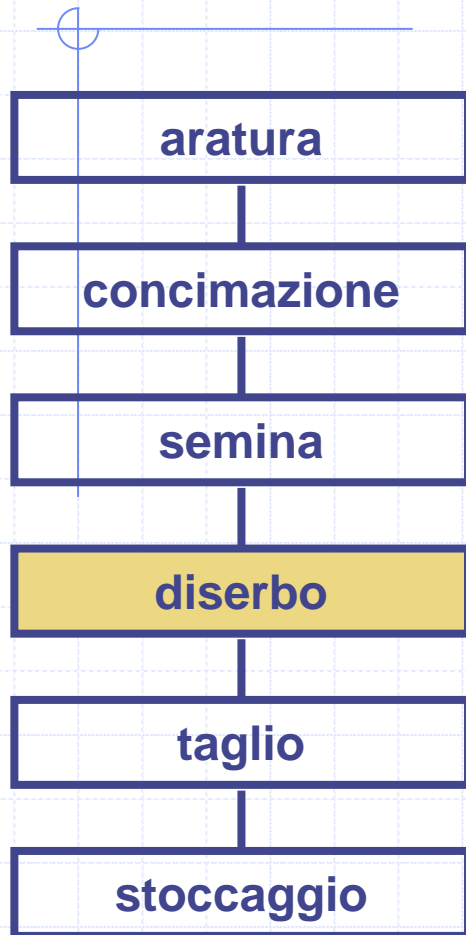 aratura
concimazione
semina
diserbo
taglio
stoccaggio